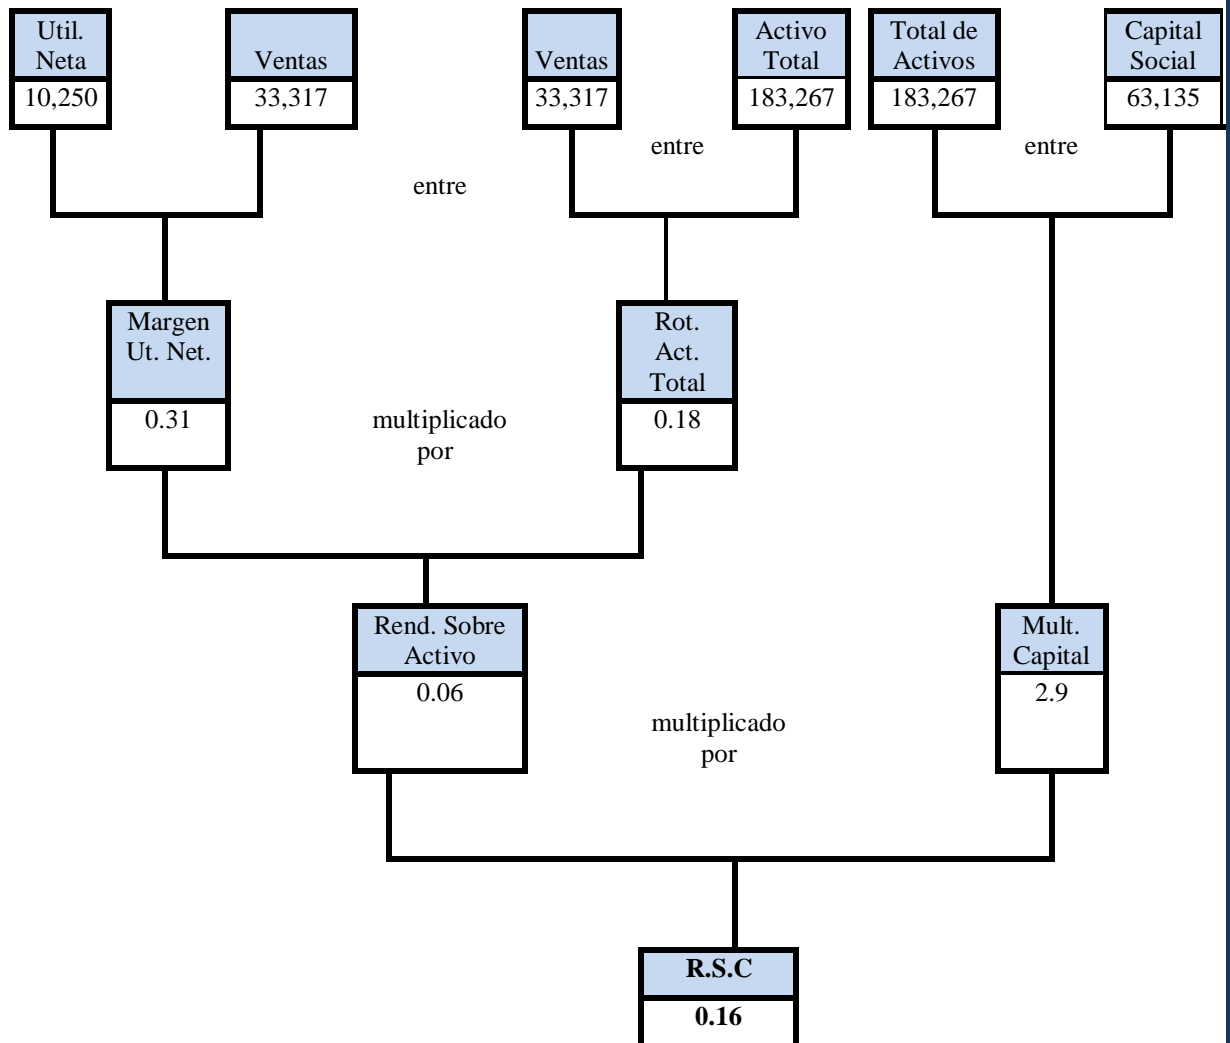 Util.
Neta
10,250
Ventas
33,317
Ventas
33,317
Activo
Total
183,267
Total de
Activos
183,267
Capital
Social
63,135
entre
entre
entre
Margen
Ut. Net.
0.31
multiplicado
por
Rot.
Act.
Total
0.18
Rend. Sobre
Activo
0.06
multiplicado
por
Mult.
Capital
2.9
R.S.C
0.16